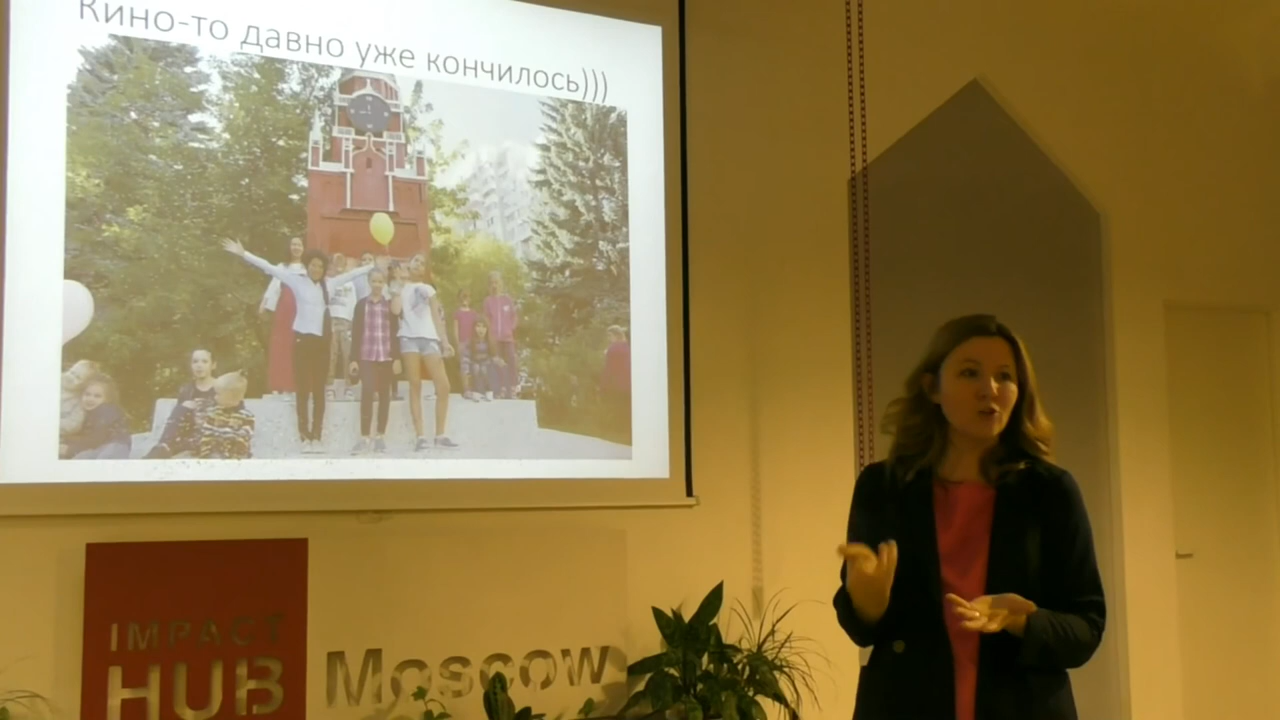 Кино-то давно уже кончилось)))
IMPACT
HUB
Moscow